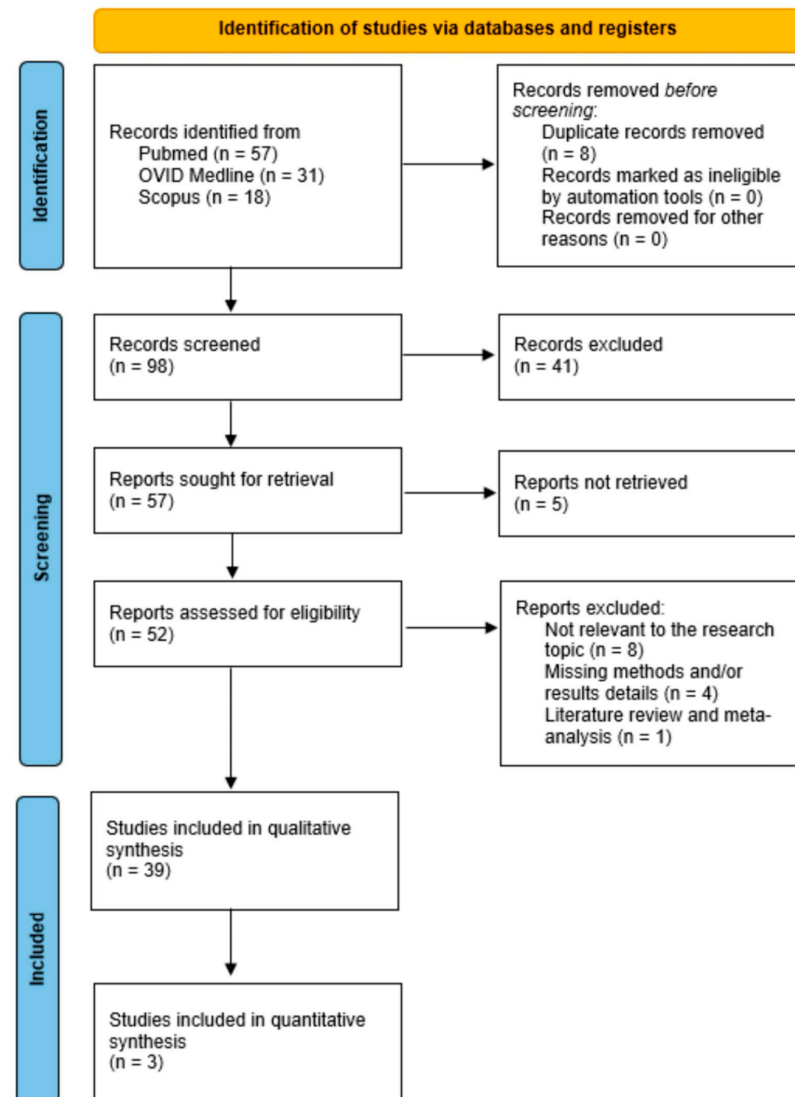 Identification of studies via databases and registers
Identification
Records identified from
Pubmed (n = 57)
OVID Medline (n = 31)
Scopus (n = 18)
Records removed before
screening:
Duplicate records removed
(n = 8)
Records marked as ineligible
by automation tools (n = 0)
Records removed for other
reasons (n = 0)
Screening
Records screened
(n = 98)
Records excluded
(n = 41)
Reports sought for retrieval
(n = 57)
Reports not retrieved
(n = 5)
Reports assessed for eligibility
(n = 52)
Reports excluded:
Not relevant to the research
topic (n = 8)
Missing methods and/or
results details (n = 4)
Literature review and meta-
analysis (n = 1)
Included
Studies included in qualitative
synthesis
(n = 39)
Studies included in quantitative
synthesis
(n = 3)